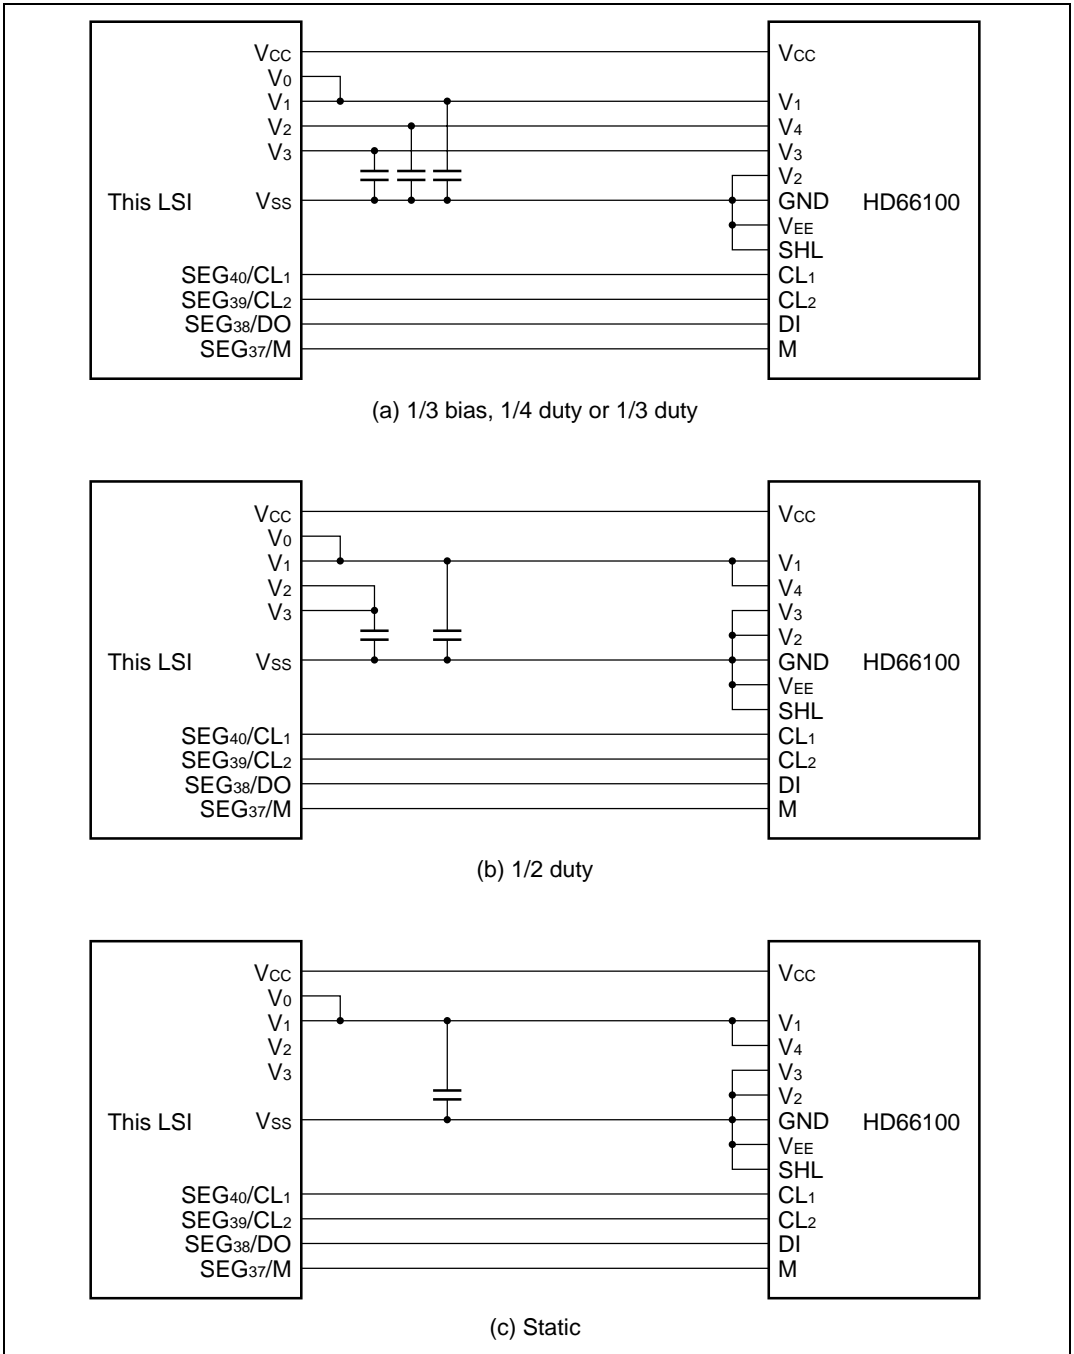 VCC VCC
V0
V1 V1
V2 V4
V3 V3
V2
This LSI VSS GND HD66100
VEE
SHL
SEG40/CL1 CL1
SEG39/CL2 CL2
SEG38/DO DI
SEG37/M M
(a) 1/3 bias, 1/4 duty or 1/3 duty
VCC VCC
V0
V1 V1
V2 V4
V3 V3
V2
This LSI VSS GND HD66100
VEE
SHL
SEG40/CL1 CL1
SEG39/CL2 CL2
SEG38/DO DI
SEG37/M M
(b) 1/2 duty
VCC VCC
V0
V1 V1
V2 V4
V3 V3
V2
This LSI VSS GND HD66100
VEE
SHL
SEG40/CL1 CL1
SEG39/CL2 CL2
SEG38/DO DI
SEG37/M M
(c) Static